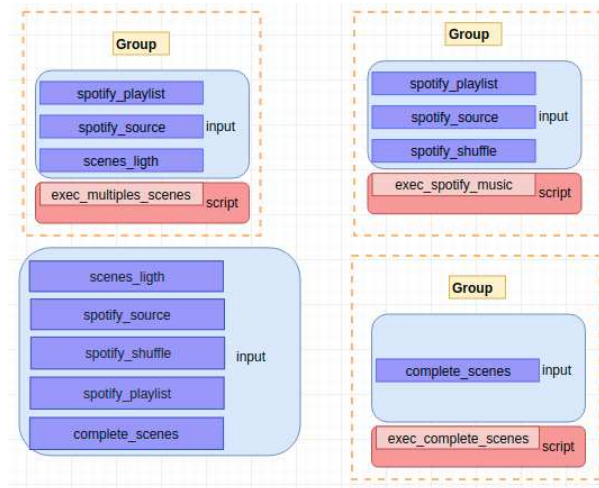 Group
spotify_playlist
spotify_source
input
scenes_ligth
exec_multiples_scenes
script
Group
spotify_playlist
spotify_source
input
spotify_shuffle
exec_spotify_music
script
scenes_ligth
spotify_source
spotify_shuffle
input
spotify_playlist
complete_scenes
Group
complete_scenes
input
exec_complete_scenes
script